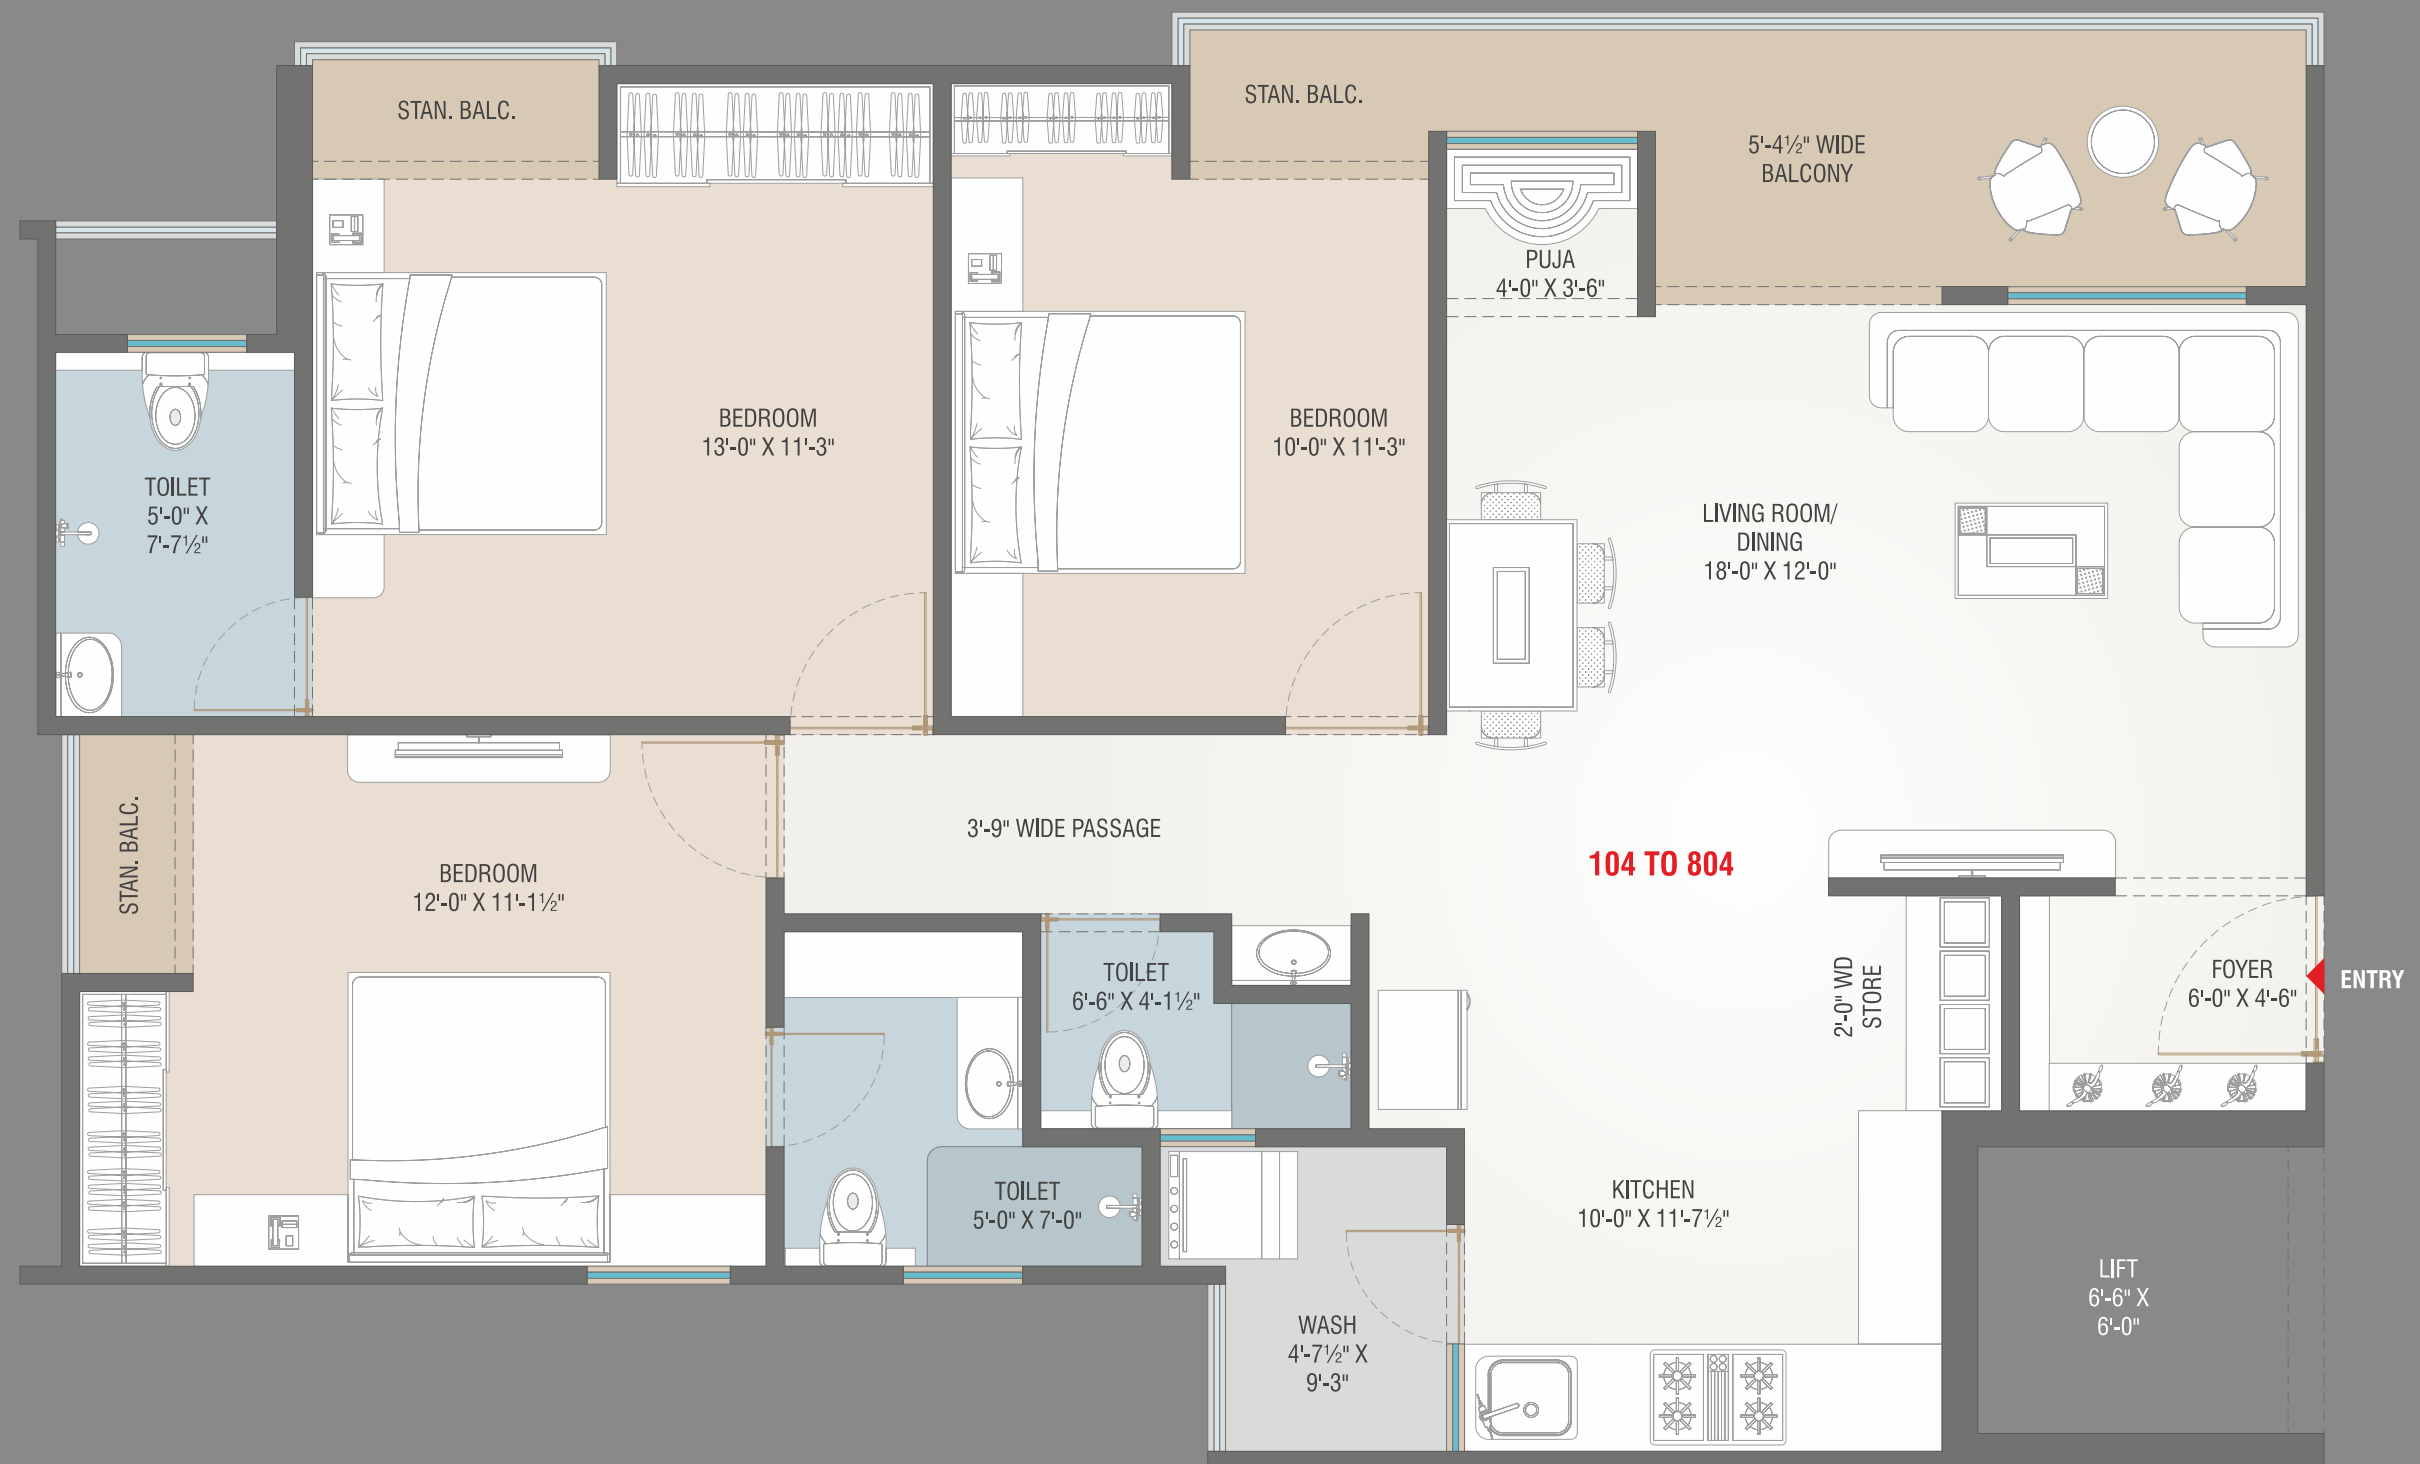 STAN. BALC.
STAN. BALC.
5'-4½" WIDE
BALCONY
PUJA
4'-0" X 3'-6"
BEDROOM
13'-0" X 11'-3"
BEDROOM
10'-0" X 11'-3"
TOILET
5'-0" X
7'-7½"
LIVING ROOM/
DINING
18'-0" X 12'-0"
3'-9" WIDE PASSAGE
104 TO 804
STAN. BALC.
BEDROOM
12'-0" X 11'-1½"
TOILET
6'-6" X 4'-1½"
2'-0" WD
STORE
FOYER
6'-0" X 4'-6"
ENTRY
TOILET
5'-0" X 7'-0"
KITCHEN
10'-0" X 11'-7½"
LIFT
6'-6" X
6'-0"
WASH
4'-7½" X
9'-3"